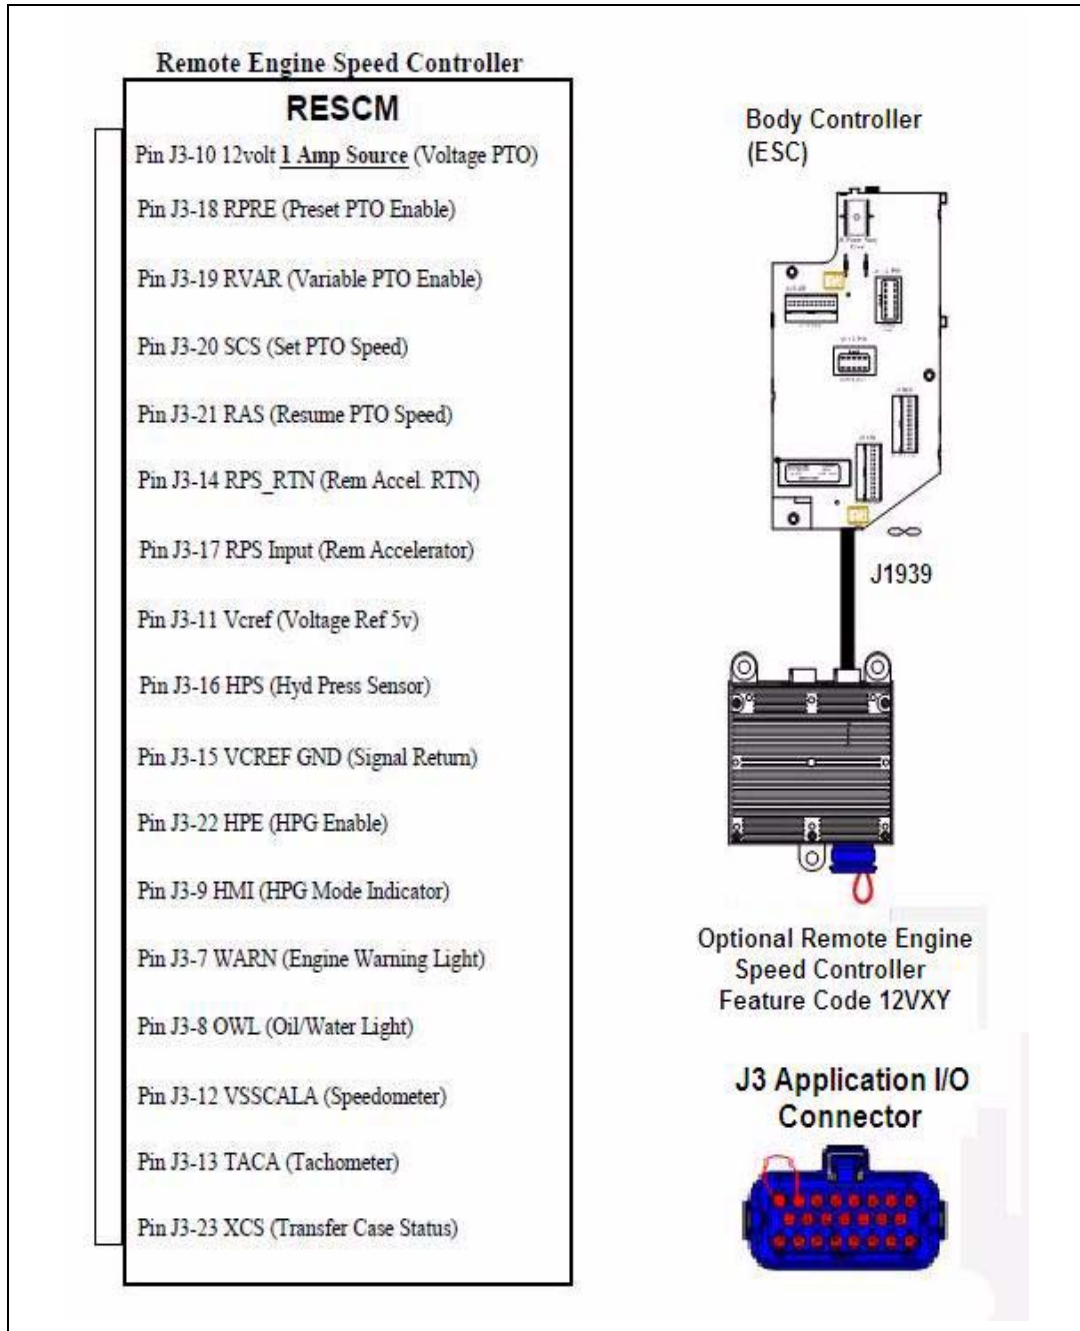 Remote Engine Speed Controller
RESCM
Pin J3-10 12volt 1 Amp Source (Voltage PTO)
Pin J3-18 RPRE (Preset PTO Enable)
Pin J3-19 RVAR (Variable PTO Enable)
Pin J3-20 SCS (Set PTO Speed)
Pin J3-21 RAS (Resume PTO Speed)
Pin J3-14 RPS_RTN (Rem Accel. RTN)
Pin J3-17 RPS Input (Rem Accelerator)
Pin J3-11 Vcref (Voltage Ref 5v)
Pin J3-16 HPS (Hyd Press Sensor)
Pin J3-15 VCREF GND (Signal Return)
Pin J3-22 HPE (HPG Enable)
Pin J3-9 HMI (HPG Mode Indicator)
Pin J3-7 WARN (Engine Warning Light)
Pin J3-8 OWL (Oil/Water Light)
Pin J3-12 VSSCALA (Speedometer)
Pin J3-13 TACA (Tachometer)
Pin J3-23 XCS (Transfer Case Status)
Body Controller
(ESC)
J1939
Optional Remote Engine
Speed Controller
Feature Code 12VXY
J3 Application I/O
Connector